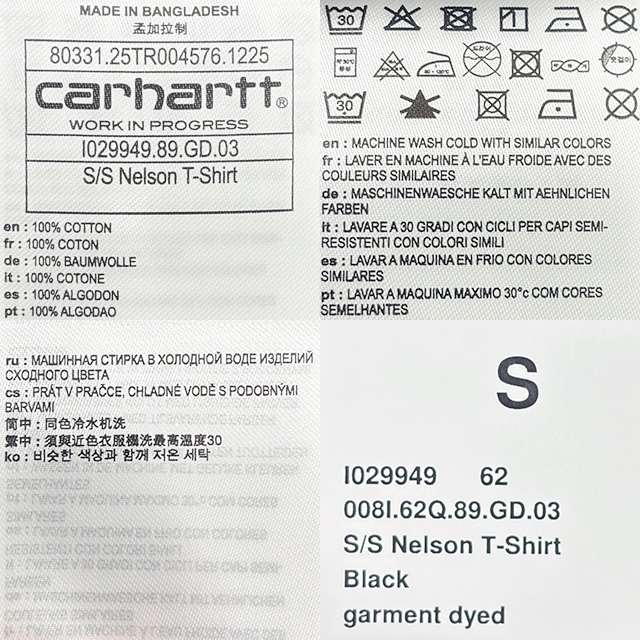 MADE IN BANGLADESH
孟加拉制
80331.25TR004576.1225
carhartt®
WORK IN PROGRESS
I029949.89.GD.03
S/S Nelson T-Shirt
en : 100% COTTON
fr : 100% COTON
de : 100% BAUMWOLLE
it : 100% COTONE
es : 100% ALGODON
pt : 100% ALGODAO
30
30
en : MACHINE WASH COLD WITH SIMILAR COLORS
fr : LAVER EN MACHINE À L'EAU FROIDE AVEC DES
COULEURS SIMILAIRES
de : MASCHINENWAESCHE KALT MIT AEHNLICHEN
FARBEN
it : LAVARE A 30 GRADI CON CICLI PER CAPI SEMI-
RESISTENTI CON COLORI SIMILI
es : LAVAR A MAQUINA EN FRIO CON COLORES
SIMILARES
pt : LAVAR A MAQUINA MAXIMO 30°c COM CORES
SEMELHANTES
ru : МАШИННАЯ СТИРКА В ХОЛОДНОЙ ВОДЕ ИЗДЕЛИЙ
СХОДНОГО ЦВЕТА
cs : PRÁT V PRAČCE, CHLADNÉ VODĚ S PODOBNÝMI
BARVAMI
简中 : 同色冷水机洗
繁中 : 須與近色衣服機洗最高溫度30
ko : 비슷한 색상과 함께 저온 세탁
S
I029949 62
008I.62Q.89.GD.03
S/S Nelson T-Shirt
Black
garment dyed